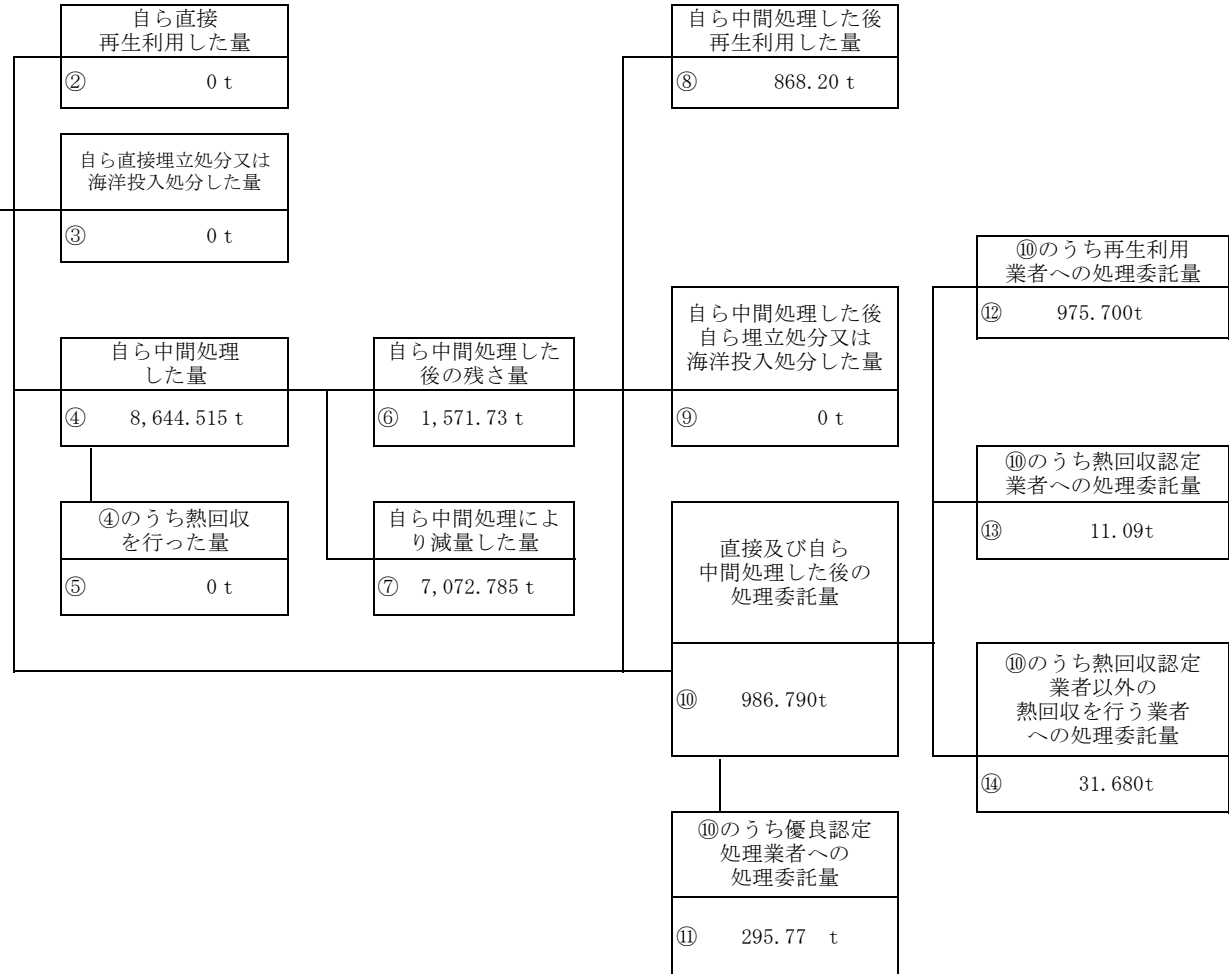 自ら直接
再生利用した量
② 0 t
自ら直接埋立処分又は
海洋投入処分した量
③ 0 t
自ら中間処理
した量
④ 8,644.515 t
④のうち熱回収
を行った量
⑤ 0 t
自ら中間処理した
後の残さ量
⑥ 1,571.73 t
自ら中間処理によ
り減量した量
⑦ 7,072.785 t
自ら中間処理した後
再生利用した量
⑧ 868.20 t
自ら中間処理した後
自ら埋立処分又は
海洋投入処分した量
⑨ 0 t
直接及び自ら
中間処理した後の
処理委託量
⑩ 986.790t
⑩のうち優良認定
処理業者への
処理委託量
⑪ 295.77 t
⑩のうち再生利用
業者への処理委託量
⑫ 975.700t
⑩のうち熱回収認定
業者への処理委託量
⑬ 11.09t
⑩のうち熱回収認定
業者以外の
熱回収を行う業者
への処理委託量
⑭ 31.680t